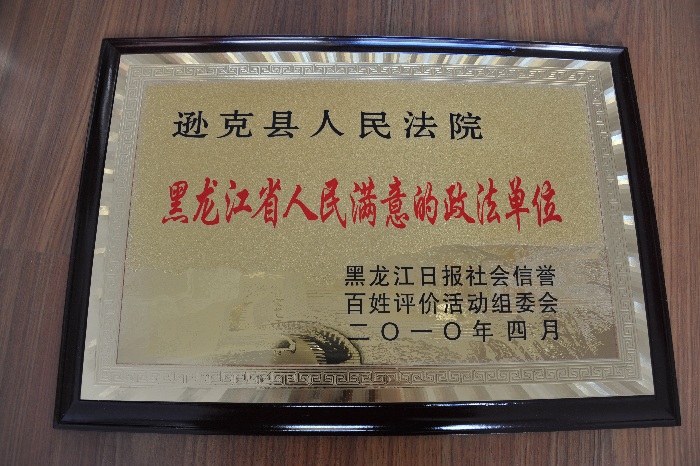 逊克县人民法院
黑龙江省人民满意的政法单位
黑龙江日报社会信誉
百姓评价活动组委会
二〇一〇年四月